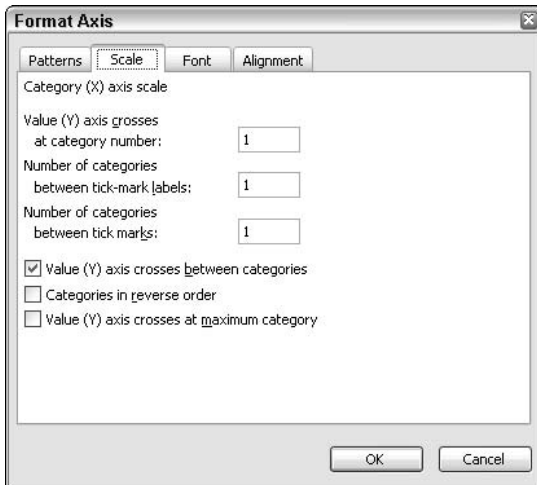 Format Axis
Patterns Scale Font Alignment
Category (X) axis scale
Value (Y) axis crosses
at category number: 1
Number of categories
between tick-mark labels: 1
Number of categories
between tick marks: 1
Value (Y) axis crosses between categories
Categories in reverse order
Value (Y) axis crosses at maximum category
OK Cancel